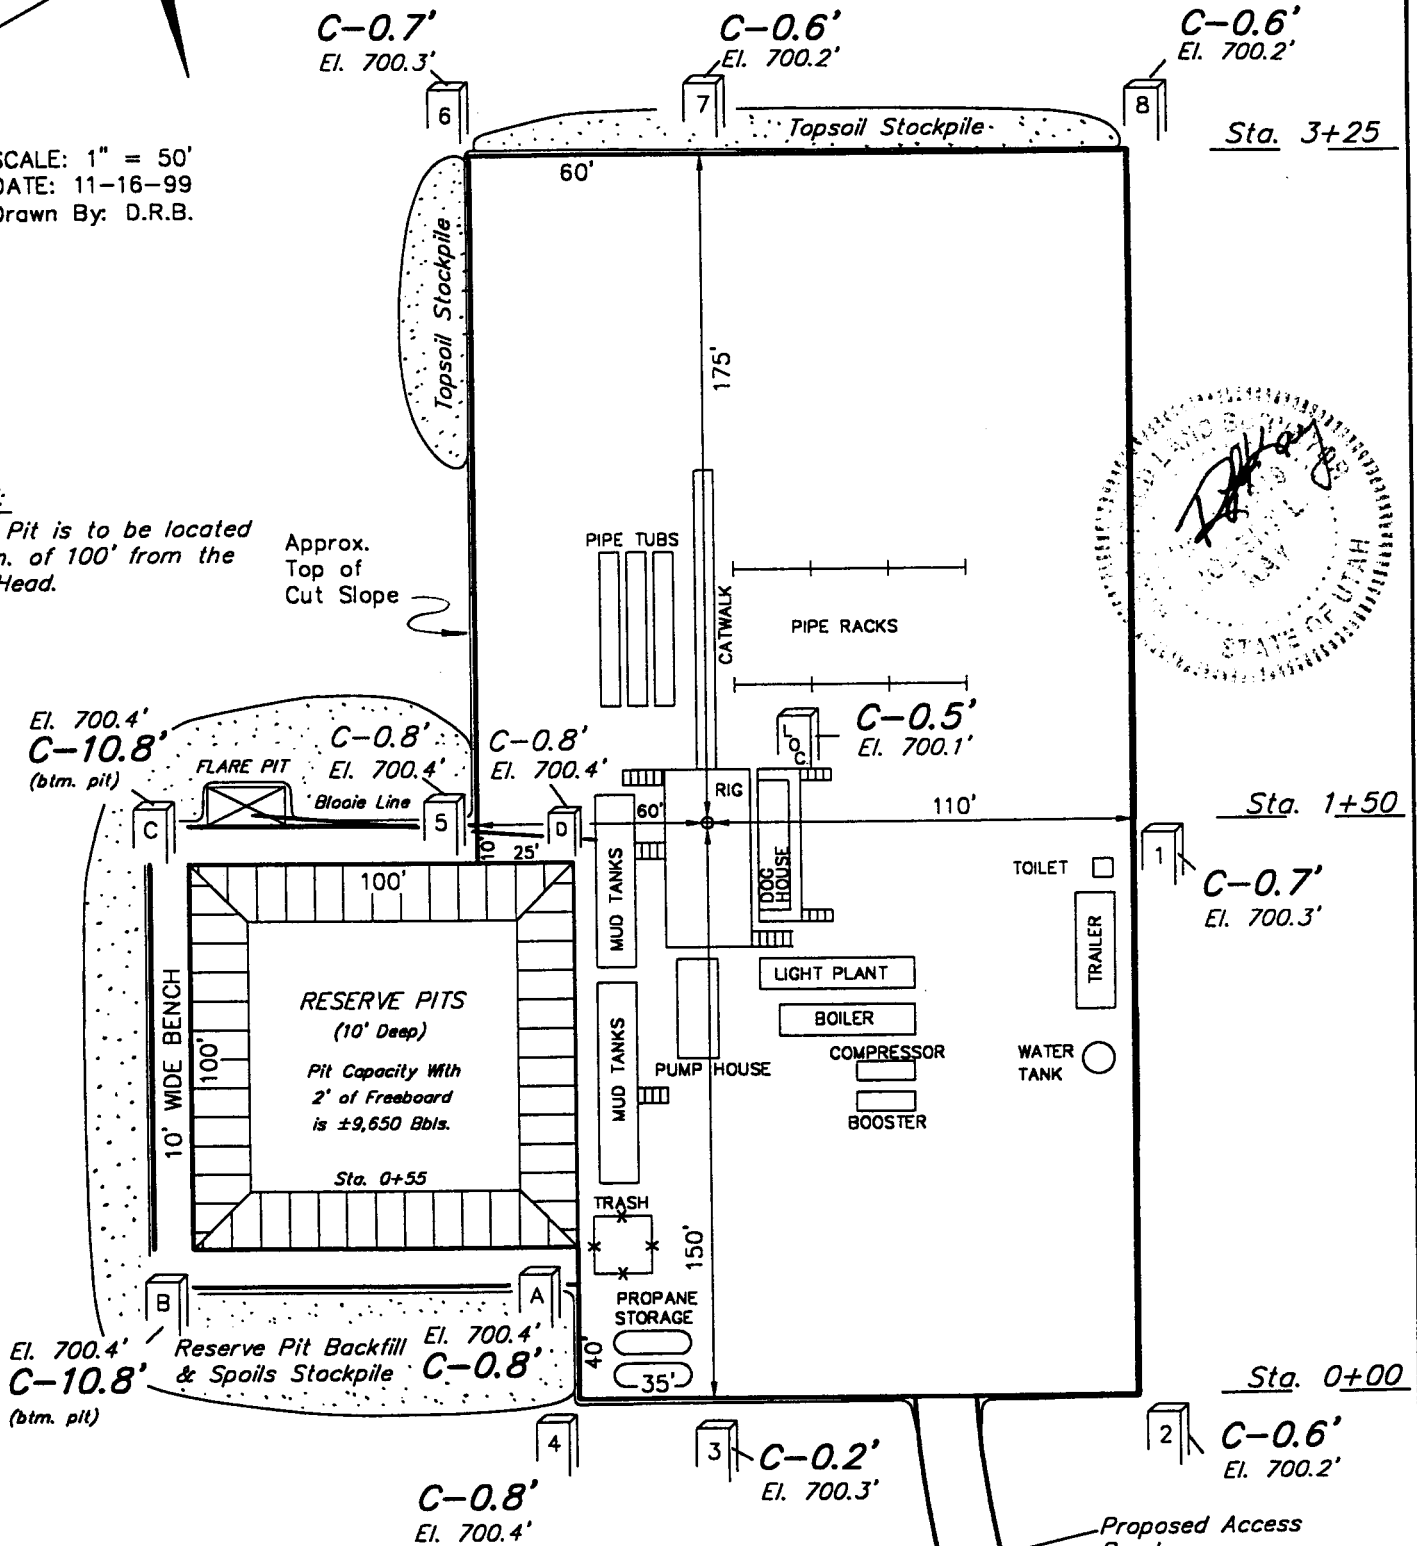 C-0.7'
El. 700.3'
C-0.6'
El. 700.2'
C-0.6'
El. 700.2'
6
7
8
Topsoil Stockpile
Sta. 3+25
SCALE: 1" = 50'
DATE: 11-16-99
Drawn By: D.R.B.
60'
Topsoil Stockpile
175'
Pit is to be located
of 100' from the
Head.
Approx.
Top of
Cut Slope
PIPE TUBS
CATWALK
PIPE RACKS
LAND
STATE OF UTAH
El. 700.4'
C-10.8'
(btm. pit)
C-0.8'
El. 700.4'
C-0.8'
El. 700.4'
LOC.
C-0.5'
El. 700.1'
FLARE PIT
Blooie Line
C
5
D
60'
RIG
110'
Sta. 1+50
10'
25'
1
C-0.7'
El. 700.3'
TOILET
TRAILER
100'
MUD TANKS
DOG
HOUSE
LIGHT PLANT
10' WIDE BENCH
100'
RESERVE PITS
(10' Deep)
Pit Capacity With
2' of Freeboard
is ±9,650 Bbls.
Sta. 0+55
MUD TANKS
PUMP HOUSE
BOILER
COMPRESSOR
BOOSTER
WATER
TANK
TRASH
150'
PROPANE
STORAGE
40'
35'
B
A
El. 700.4'
C-10.8'
(btm. pit)
Reserve Pit Backfill
& Spoils Stockpile
El. 700.4'
C-0.8'
Sta. 0+00
4
C-0.8'
El. 700.4'
3
C-0.2'
El. 700.3'
2
C-0.6'
El. 700.2'
Proposed Access